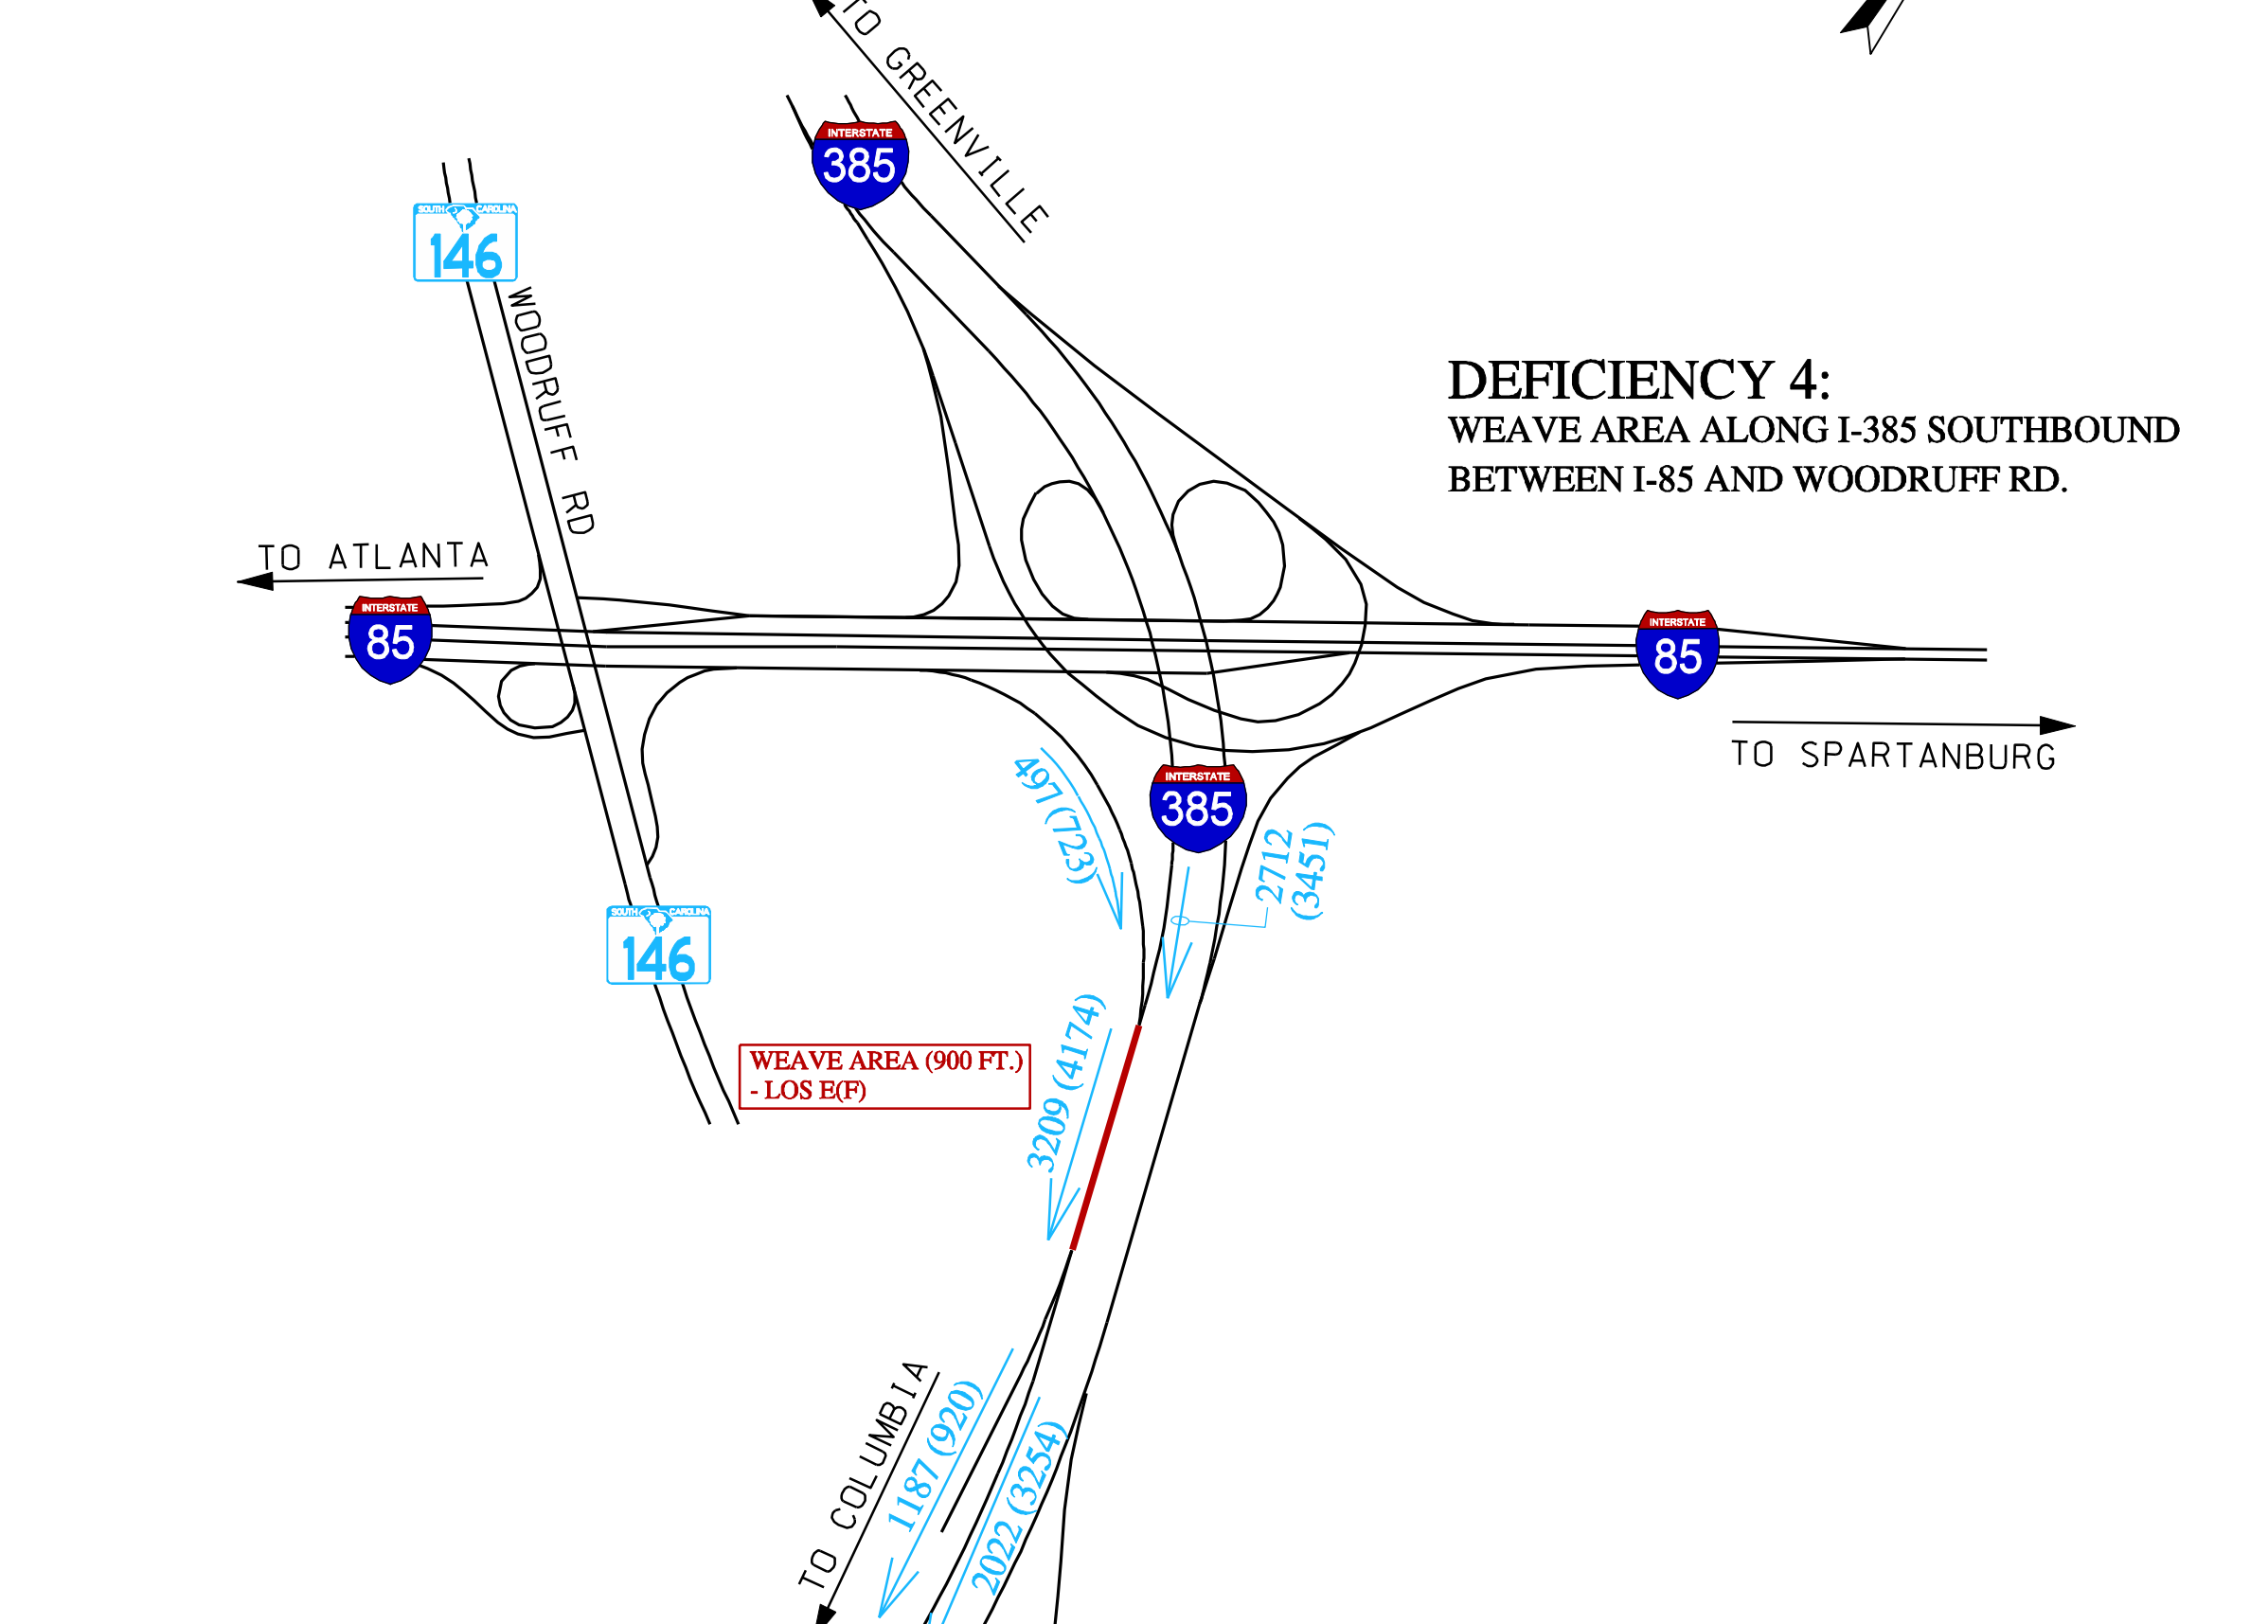 TO GREENVILLE
INTERSTATE
385
SOUTH CAROLINA
146
WOODRUFF RD
DEFICIENCY 4:
WEAVE AREA ALONG I-385 SOUTHBOUND
BETWEEN I-85 AND WOODRUFF RD.
TO ATLANTA
INTERSTATE
85
INTERSTATE
85
TO SPARTANBURG
497 (723)
INTERSTATE
385
2712
(3451)
SOUTH CAROLINA
146
WEAVE AREA (900 FT.)
- LOS E(F)
3209 (4174)
TO COLUMBIA
1187 (920)
2022 (3254)